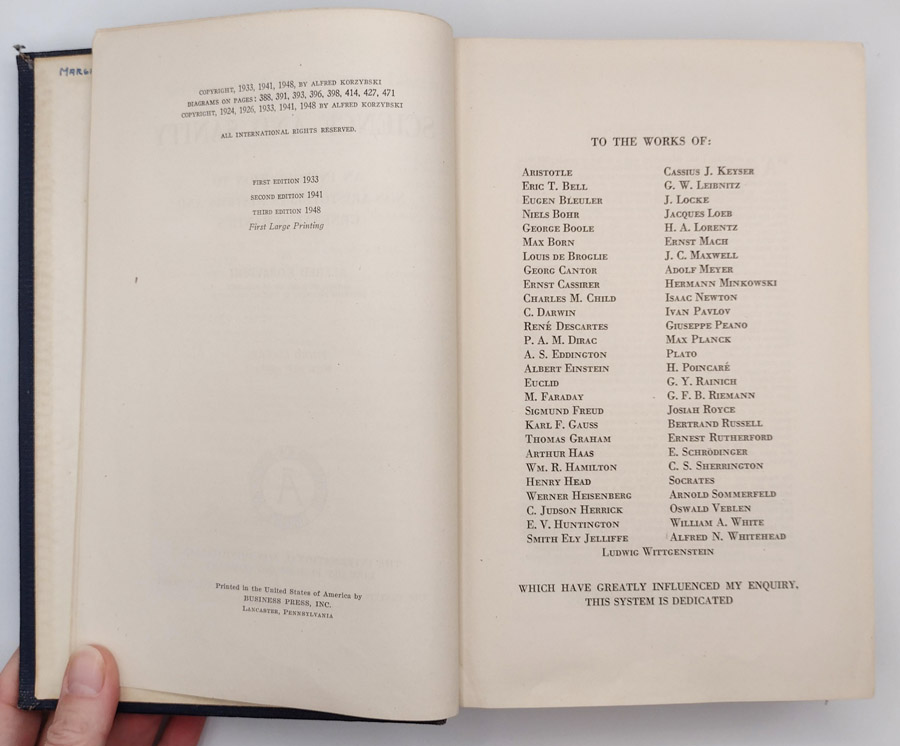 COPYRIGHT, 1933, 1941, 1948, BY ALFRED KORZYBSKI
DIAGRAMS ON PAGES: 388, 391, 393, 396, 398, 414, 427, 471
COPYRIGHT, 1924, 1926, 1933, 1941, 1948 BY ALFRED KORZYBSKI
ALL INTERNATIONAL RIGHTS RESERVED.
FIRST EDITION 1933
SECOND EDITION 1941
THIRD EDITION 1948
First Large Printing
Printed in the United States of America by
BUSINESS PRESS, INC.
LANCASTER, PENNSYLVANIA
TO THE WORKS OF:
ARISTOTLE
ERIC T. BELL
EUGEN BLEULER
NIELS BOHR
GEORGE BOOLE
MAX BORN
LOUIS DE BROGLIE
GEORG CANTOR
ERNST CASSIRER
CHARLES M. CHILD
C. DARWIN
RENÉ DESCARTES
P. A. M. DIRAC
A. S. EDDINGTON
ALBERT EINSTEIN
EUCLID
M. FARADAY
SIGMUND FREUD
KARL F. GAUSS
THOMAS GRAHAM
ARTHUR HAAS
WM. R. HAMILTON
HENRY HEAD
WERNER HEISENBERG
C. JUDSON HERRICK
E. V. HUNTINGTON
SMITH ELY JELLIFFE
CASSIUS J. KEYSER
G. W. LEIBNITZ
J. LOCKE
JACQUES LOEB
H. A. LORENTZ
ERNST MACH
J. C. MAXWELL
ADOLF MEYER
HERMANN MINKOWSKI
ISAAC NEWTON
IVAN PAVLOV
GIUSEPPE PEANO
MAX PLANCK
PLATO
H. POINCARÉ
G. Y. RAINICH
G. F. B. RIEMANN
JOSIAH ROYCE
BERTRAND RUSSELL
ERNEST RUTHERFORD
E. SCHRÖDINGER
C. S. SHERRINGTON
SOCRATES
ARNOLD SOMMERFELD
OSWALD VEBLEN
WILLIAM A. WHITE
ALFRED N. WHITEHEAD
LUDWIG WITTGENSTEIN
WHICH HAVE GREATLY INFLUENCED MY ENQUIRY,
THIS SYSTEM IS DEDICATED